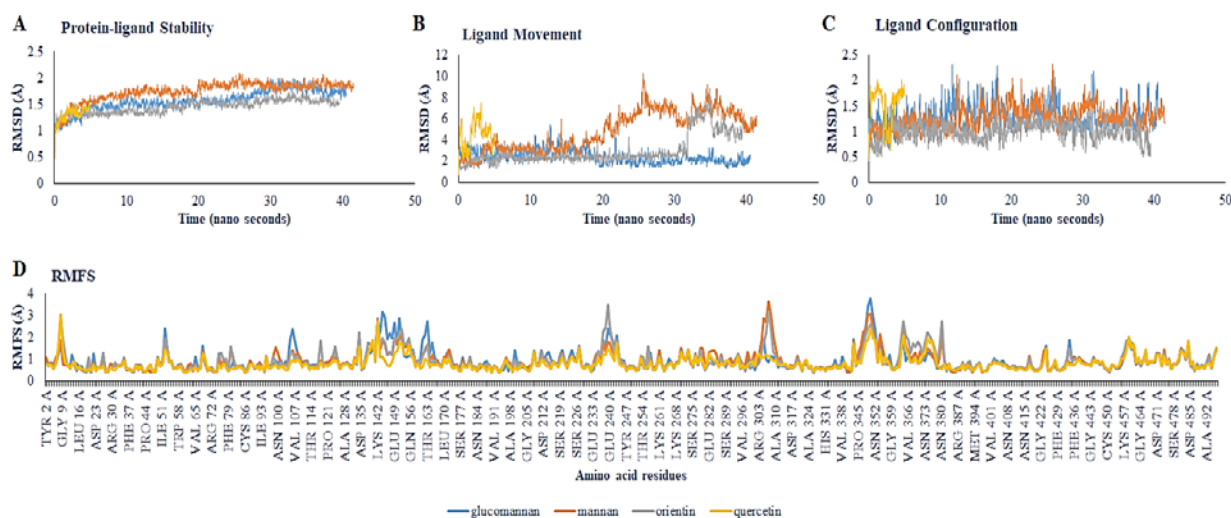 A
Protein-ligand Stability
RMSD (Å)
2.5
2
1.5
1
0.5
0
0 10 20 30 40 50
Time (nano seconds)
B
Ligand Movement
RMSD (Å)
12
10
8
6
4
2
0
0 10 20 30 40 50
Time (nano seconds)
C
Ligand Configuration
RMSD (Å)
2.5
2
1.5
1
0.5
0
0 10 20 30 40 50
Time (nano seconds)
D
RMFS
RMFS (Å)
4
3
2
1
0
TYR 2 A
GLY 9 A
LEU 16 A
ASP 23 A
ARG 30 A
PHE 37 A
PRO 44 A
ILE 51 A
TRP 58 A
VAL 65 A
ARG 72 A
PHE 79 A
CYS 86 A
ILE 93 A
ASN 100 A
VAL 107 A
THR 114 A
PRO 121 A
ALA 128 A
ASP 135 A
LYS 142 A
GLU 149 A
GLN 156 A
THR 163 A
LEU 170 A
SER 177 A
ASN 184 A
VAL 191 A
ALA 198 A
GLY 205 A
ASP 212 A
SER 219 A
SER 226 A
GLU 233 A
GLU 240 A
TYR 247 A
THR 254 A
LYS 261 A
LYS 268 A
SER 275 A
GLU 282 A
SER 289 A
VAL 296 A
ARG 303 A
ALA 310 A
ASP 317 A
ALA 324 A
HIS 331 A
VAL 338 A
PRO 345 A
ASN 352 A
GLY 359 A
VAL 366 A
ASN 373 A
ASN 380 A
ARG 387 A
MET 394 A
VAL 401 A
ASN 408 A
ASN 415 A
GLY 422 A
PHE 429 A
PHE 436 A
GLY 443 A
CYS 450 A
LYS 457 A
GLY 464 A
ASP 471 A
SER 478 A
ASP 485 A
ALA 492 A
Amino acid residues
glucomannan mannan orientin quercetin